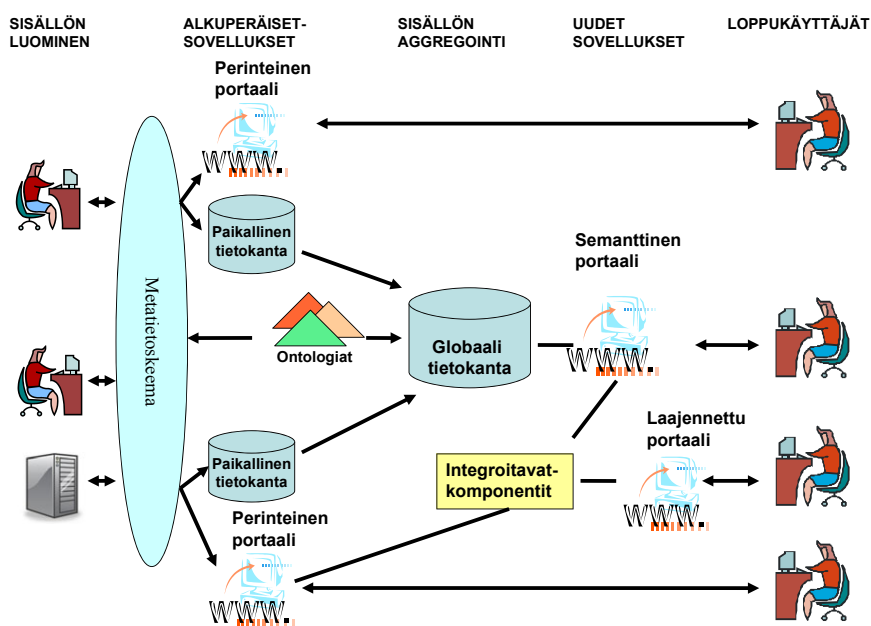 SISÄLLÖN
LUOMINEN
ALKUPERÄISET-
SOVELLUKSET
SISÄLLÖN
AGGREGOINTI
UUDET
SOVELLUKSET
LOPPUKÄYTTÄJÄT
Perinteinen
portaali
WWW.
Paikallinen
tietokanta
Metatietoskeema
Ontologiat
Globaali
tietokanta
Semanttinen
portaali
WWW.
Laajennettu
portaali
WWW.
Paikallinen
tietokanta
Integroitavat-
komponentit
Perinteinen
portaali
WWW.